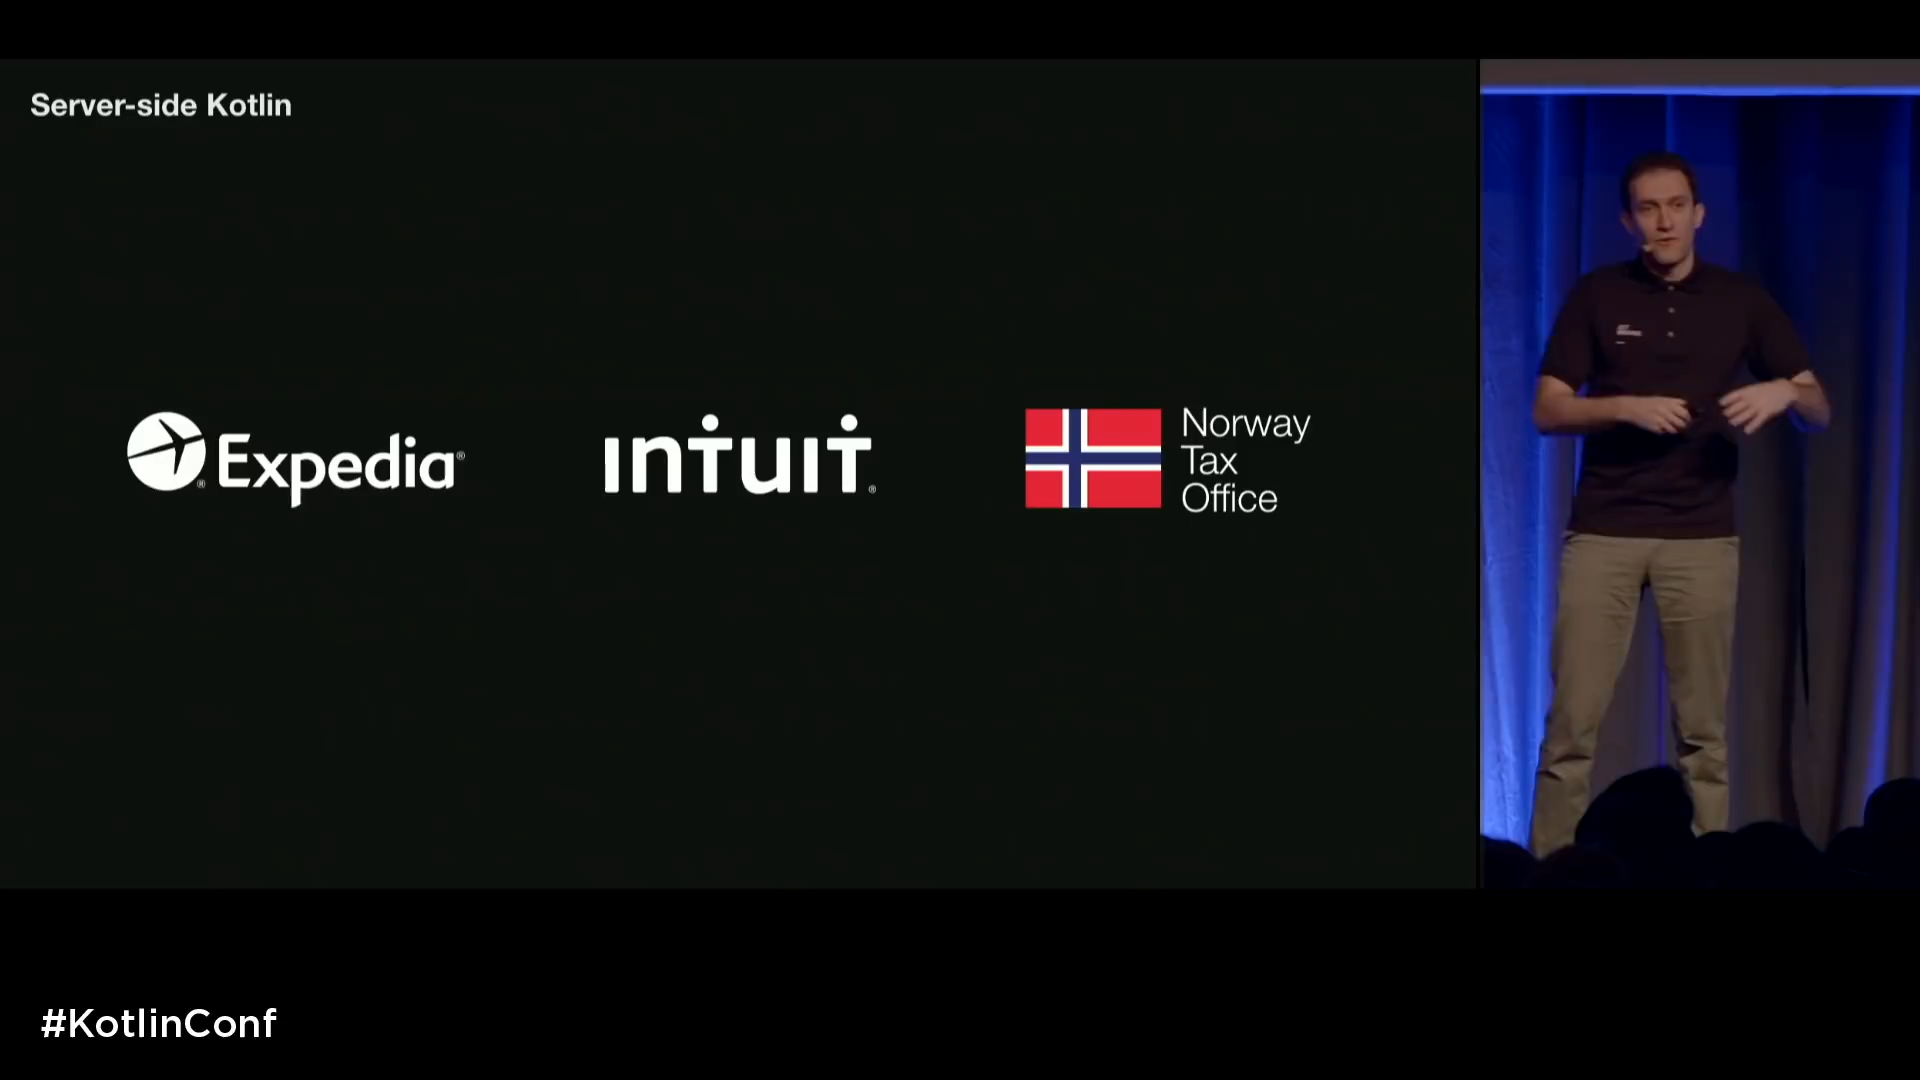 Server-side Kotlin
Expedia®
intuit®
Norway
Tax
Office
#KotlinConf